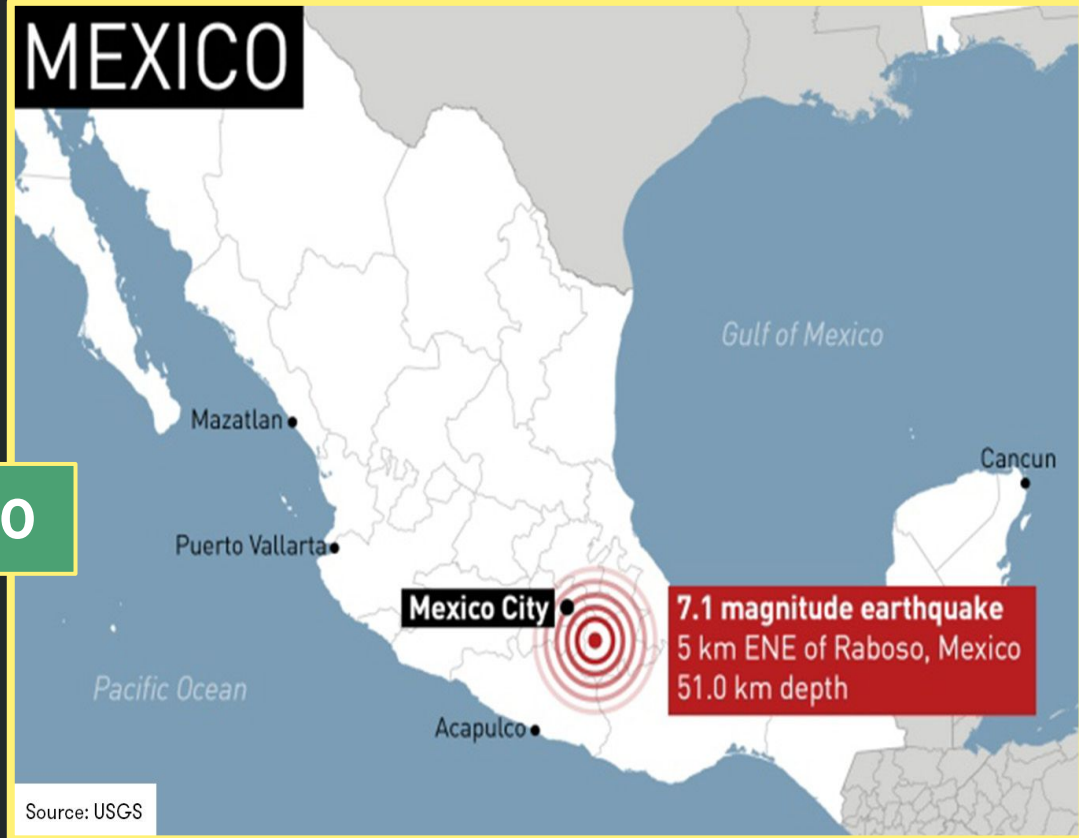 MEXICO
Gulf of Mexico
Mazatlan
Cancun
0
Puerto Vallarta
Mexico City
7.1 magnitude earthquake
5 km ENE of Raboso, Mexico
51.0 km depth
Pacific Ocean
Acapulco
Source: USGS